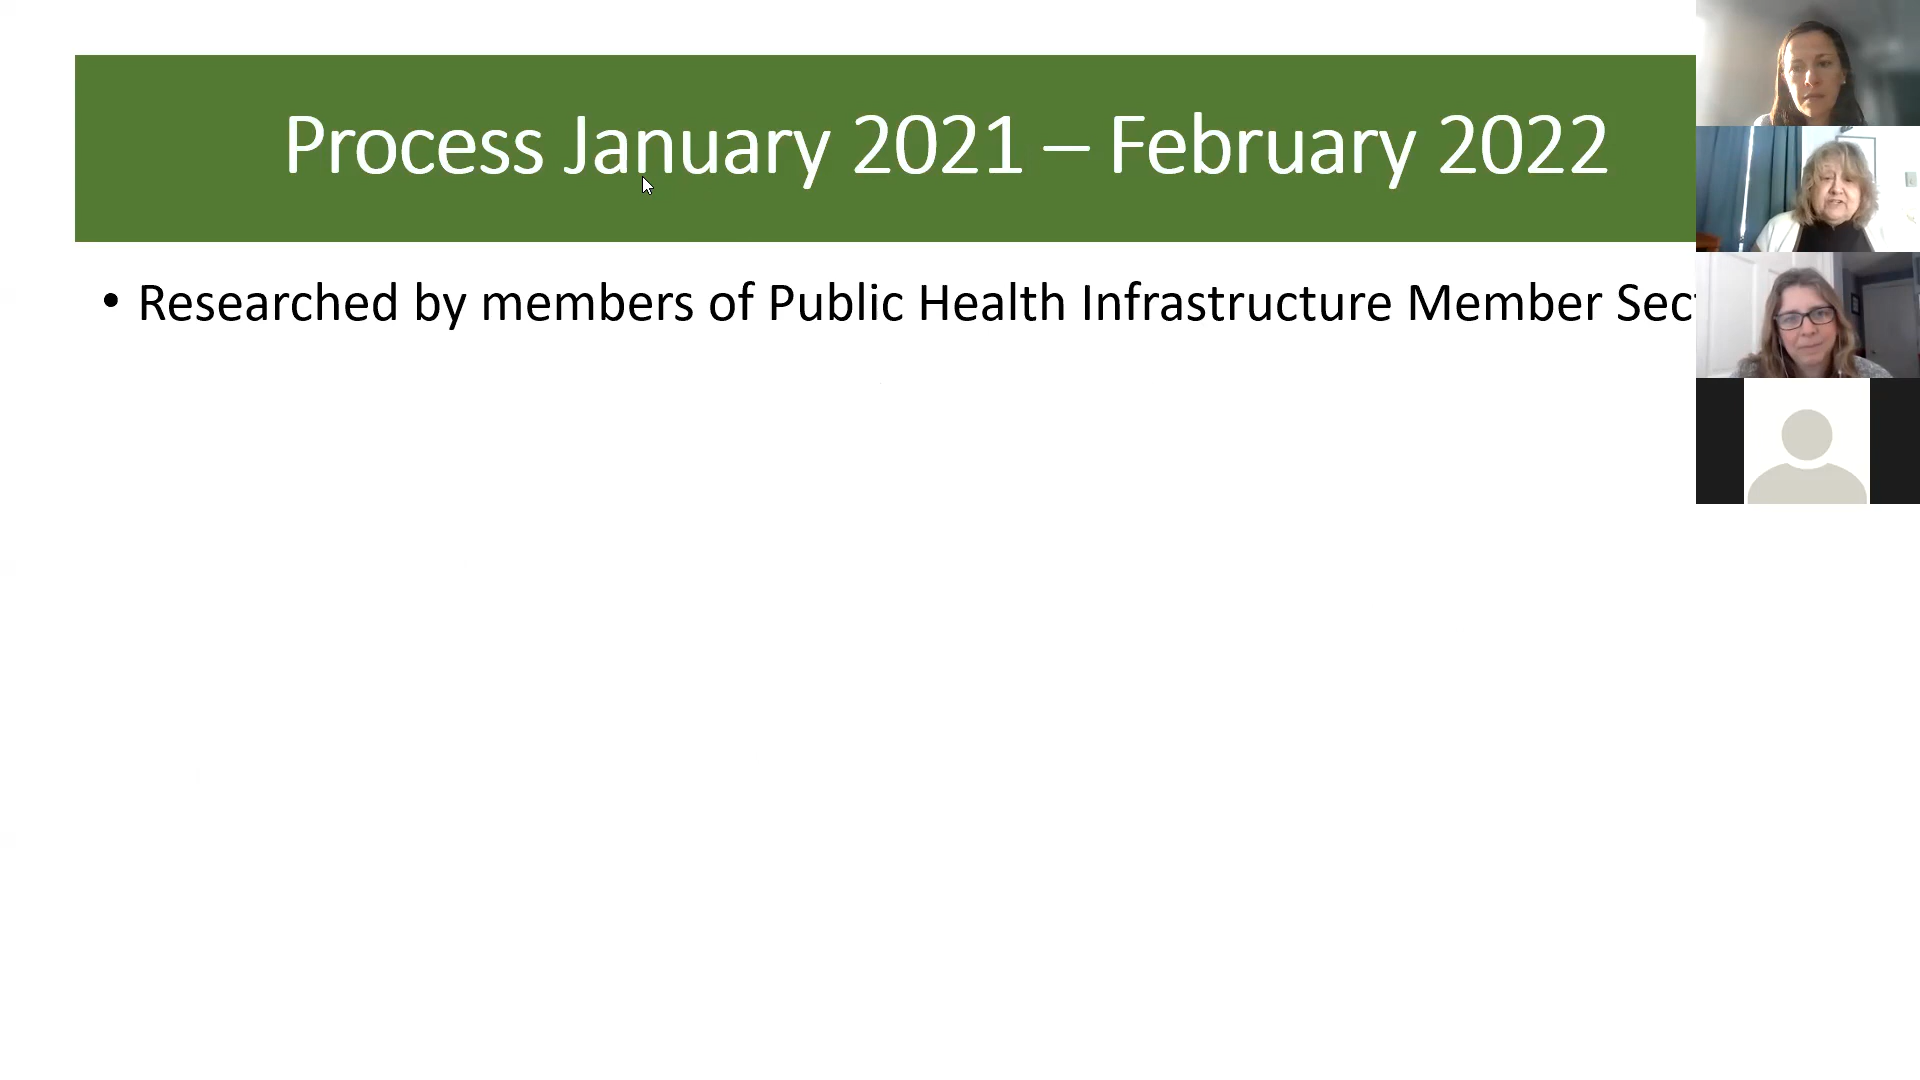 Process January 2021 – February 2022
• Researched by members of Public Health Infrastructure Member